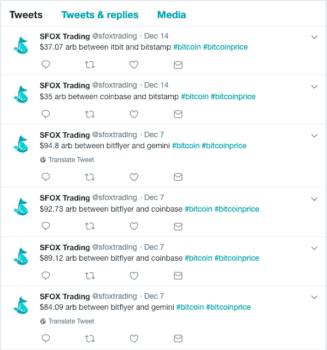 Tweets Tweets & replies Media
SFOX Trading @sfoxtrading · Dec 14
$37.07 arb between itbit and bitstamp #bitcoin #bitcoinprice
SFOX Trading @sfoxtrading · Dec 14
$35 arb between coinbase and bitstamp #bitcoin #bitcoinprice
SFOX Trading @sfoxtrading · Dec 7
$94.8 arb between bitflyer and gemini #bitcoin #bitcoinprice
Translate Tweet
SFOX Trading @sfoxtrading · Dec 7
$92.73 arb between bitflyer and coinbase #bitcoin #bitcoinprice
SFOX Trading @sfoxtrading · Dec 7
$89.12 arb between bitflyer and coinbase #bitcoin #bitcoinprice
SFOX Trading @sfoxtrading · Dec 7
$84.09 arb between bitflyer and gemini #bitcoin #bitcoinprice
Translate Tweet